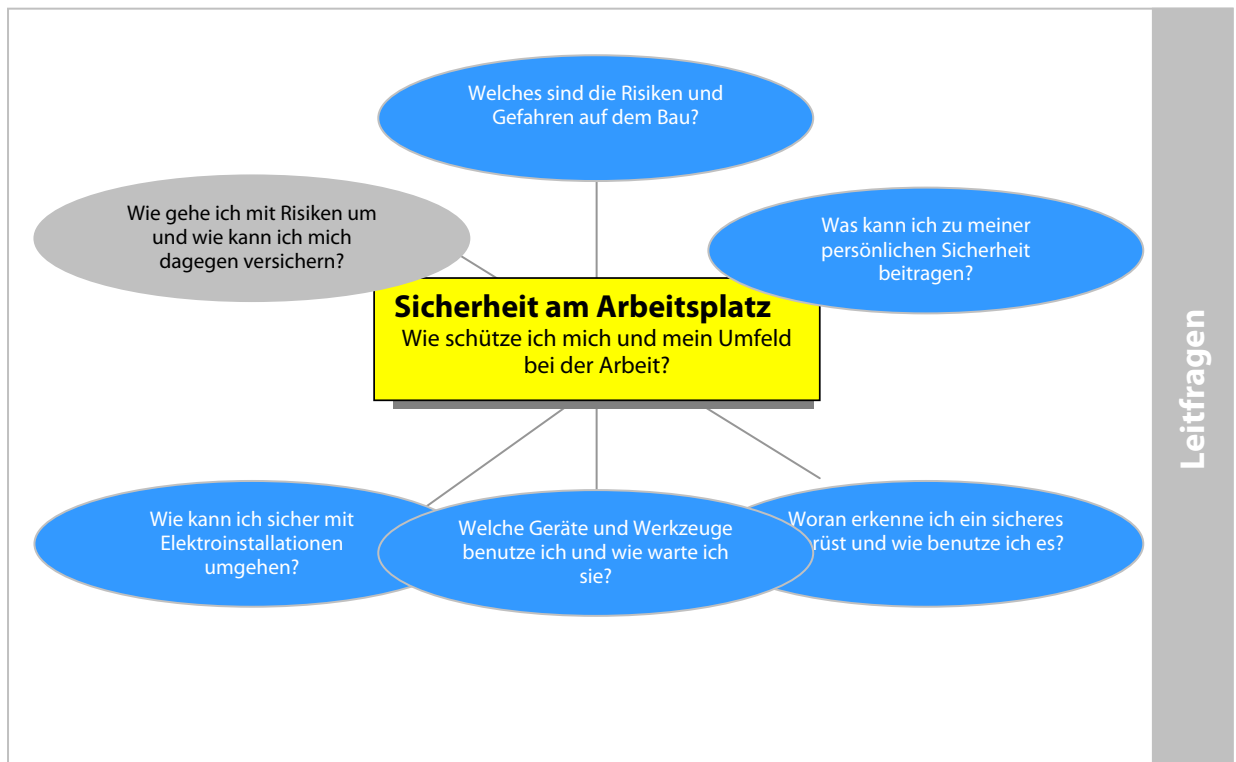 Welches sind die Risiken und
Gefahren auf dem Bau?
Wie gehe ich mit Risiken um
und wie kann ich mich
dagegen versichern?
Was kann ich zu meiner
persönlichen Sicherheit
beitragen?
Sicherheit am Arbeitsplatz
Wie schütze ich mich und mein Umfeld
bei der Arbeit?
Wie kann ich sicher mit
Elektroinstallationen
umgehen?
Welche Geräte und Werkzeuge
benutze ich und wie warte ich
sie?
Woran erkenne ich ein sicheres
rüst und wie benutze ich es?
Leitfragen